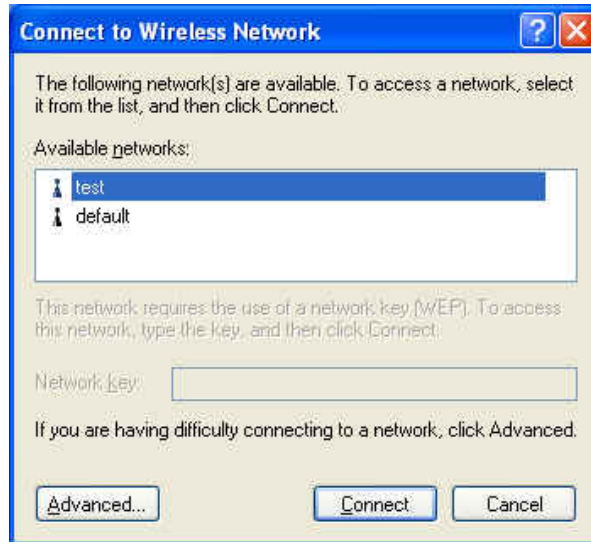 Connect to Wireless Network
The following network(s) are available. To access a network, select
it from the list, and then click Connect.
Available networks:
test
default
This network requires the use of a network key (WEP). To access
this network, type the key, and then click Connect.
Network key:
If you are having difficulty connecting to a network, click Advanced.
Advanced... Connect Cancel